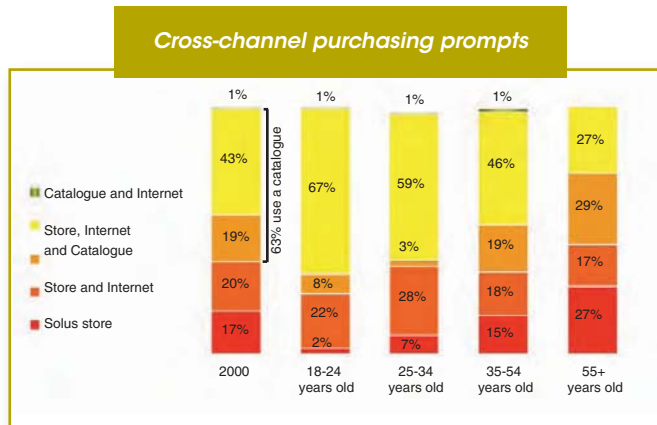 Cross-channel purchasing prompts
1% 1% 1% 1%
43% 67% 59% 46% 27%
63% use a catalogue
19% 8% 3% 19% 29%
20% 22% 28% 18% 17%
17% 2% 7% 15% 27%
Catalogue and Internet
Store, Internet
and Catalogue
Store and Internet
Solus store
2000 18-24 25-34 35-54 55+
years old years old years old years old